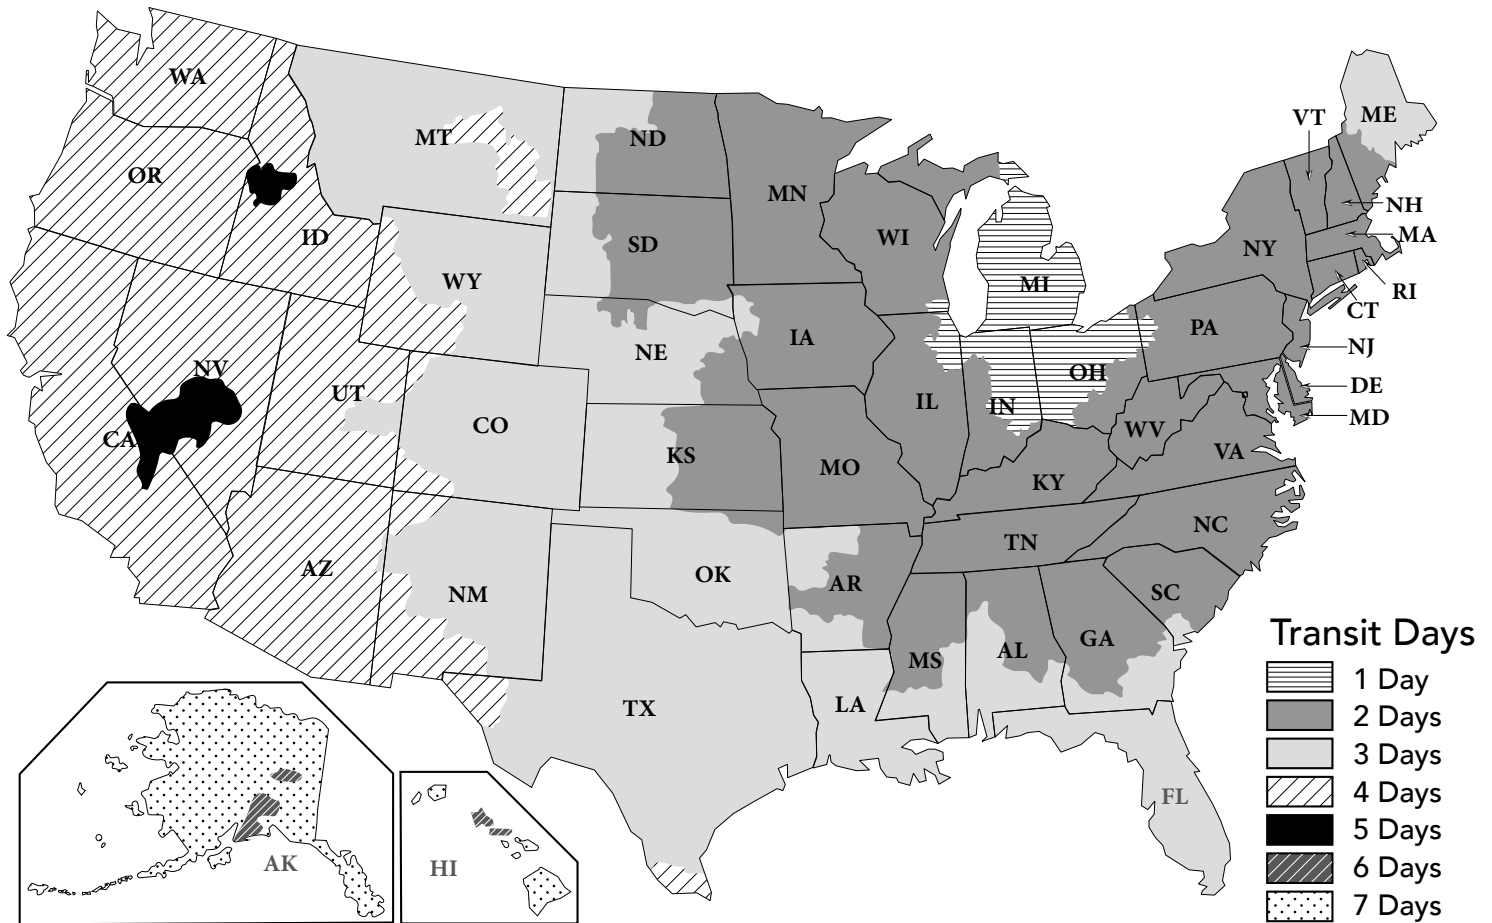 WA
MT
ND
MN
VT
ME
OR
ID
SD
WI
NH
MA
NY
WY
MI
RI
CT
NV
NE
IA
PA
NJ
UT
OH
DE
CA
CO
IL
IN
MD
KS
MO
WV
VA
KY
AZ
NM
OK
AR
TN
NC
SC
MS
AL
GA
TX
LA
FL
AK
HI
Transit Days
1 Day
2 Days
3 Days
4 Days
5 Days
6 Days
7 Days